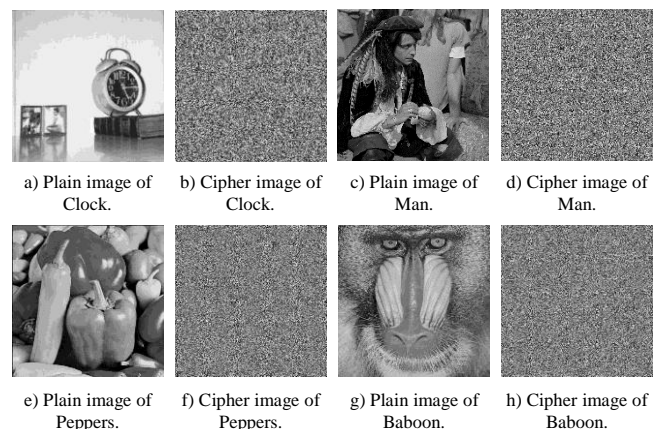 a) Plain image of
Clock.
b) Cipher image of
Clock.
c) Plain image of
Man.
d) Cipher image of
Man.
e) Plain image of
Peppers.
f) Cipher image of
Peppers.
g) Plain image of
Baboon.
h) Cipher image of
Baboon.